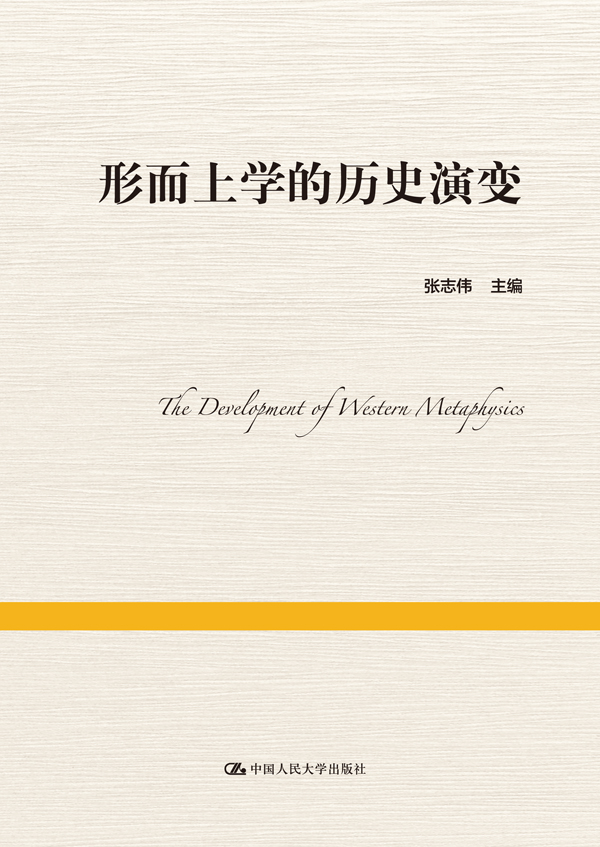 形而上学的历史演变
张志伟 主编
The Development of Western Metaphysics
中国人民大学出版社